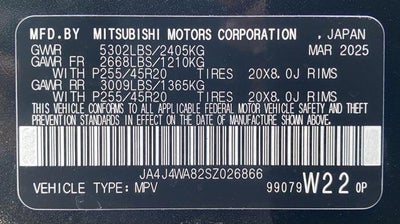 MFD.BY MITSUBISHI MOTORS CORPORATION , JAPAN
GVWR 5302LBS/2405KG MAR 2025
GAWR FR 2668LBS/1210KG
WITH P255/45R20 TIRES 20X8.0J RIMS
GAWR RR 3009LBS/1365KG
WITH P255/45R20 TIRES 20X8.0J RIMS
THIS VEHICLE CONFORMS TO ALL APPLICABLE FEDERAL MOTOR VEHICLE SAFETY AND THEFT
PREVENTION STANDARDS IN EFFECT ON THE DATE OF MANUFACTURE SHOWN ABOVE.
JA4J4WA82SZ026866
VEHICLE TYPE: MPV 99079 W22 0P